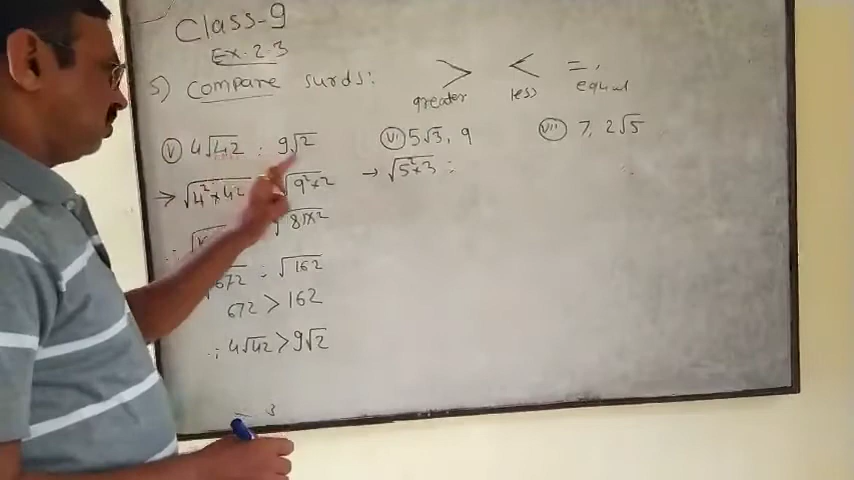 Class-9
Ex-2.3
5) Compare surds:
> < =
greater less equal
(V) 4√42 : 9√2
→ √4²×42 √9²×2
√81×2
672 : √162
672 > 162
∴ 4√42 > 9√2
(VI) 5√3, 9
→ √5²×3 :
(VII) 7, 2√5